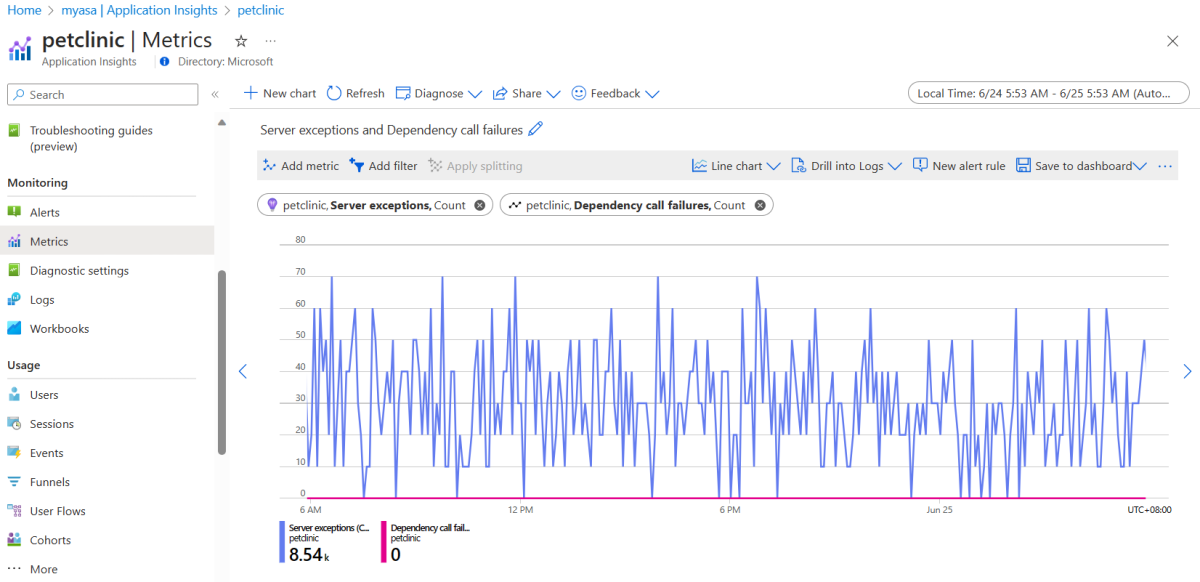 Home > myasa | Application Insights > petclinic
petclinic | Metrics
Application Insights Directory: Microsoft
Search
Troubleshooting guides
(preview)
Monitoring
Alerts
Metrics
Diagnostic settings
Logs
Workbooks
Usage
Users
Sessions
Events
Funnels
User Flows
Cohorts
More
New chart Refresh Diagnose Share Feedback
Local Time: 6/24 5:53 AM - 6/25 5:53 AM (Auto...
Server exceptions and Dependency call failures
Add metric Add filter Apply splitting Line chart Drill into Logs New alert rule Save to dashboard
petclinic, Server exceptions, Count petclinic, Dependency call failures, Count
80
70
60
50
40
30
20
10
0
6 AM 12 PM 6 PM Jun 25 UTC+08:00
Server exceptions (C... Dependency call fail...
petclinic petclinic
8.54 k 0